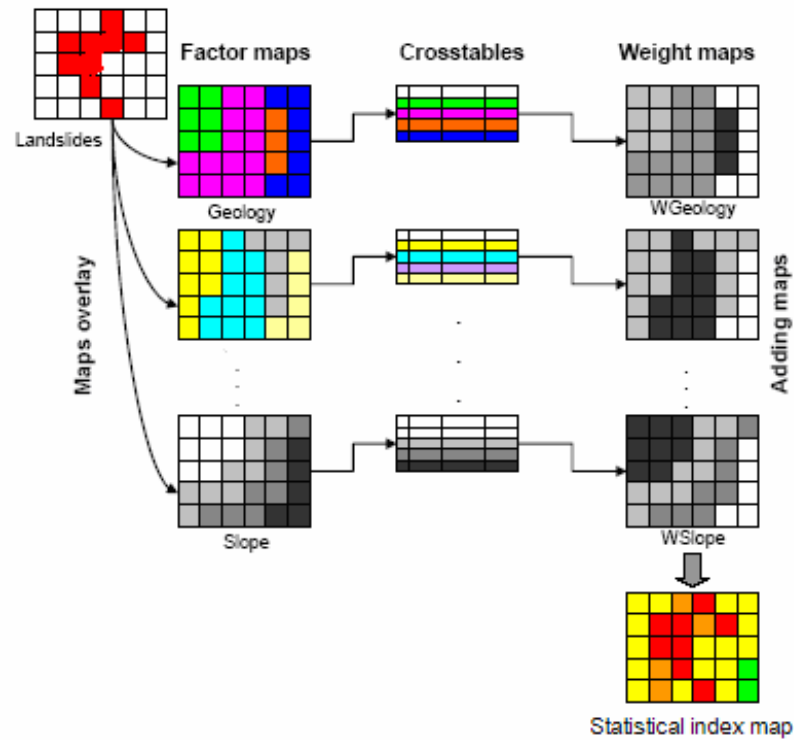 Factor maps
Crosstables
Weight maps
Landslides
Geology
WGeology
Maps overlay
Adding maps
Slope
WSlope
Statistical index map